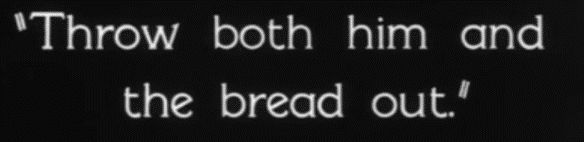 "Throw both him and
the bread out."